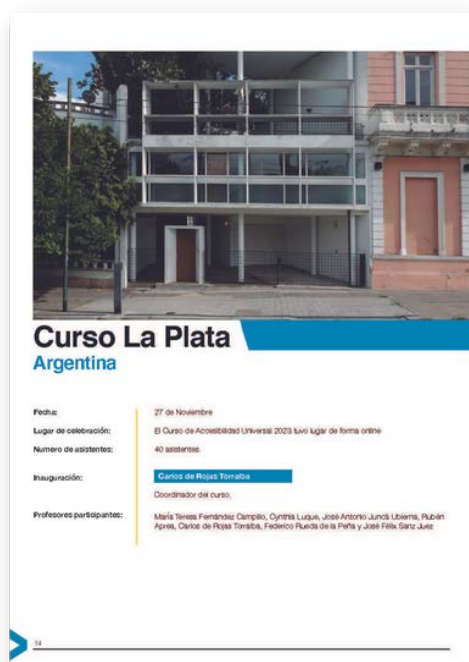 Curso La Plata
Argentina
Fecha: 27 de Noviembre
Lugar de celebración: El Curso de Accesibilidad Universal 2023 tuvo lugar de forma online
Numero de asistentes: 40 asistentes.
Inauguración: Carlos de Rojas Torralba
Coordinador del curso.
Profesores participantes: María Teresa Fernández Campillo, Cynthia Luque, José Antonio Juncà Ubierna, Rubén
Aprea, Carlos de Rojas Torralba, Federico Rueda de la Peña y José Félix Sanz Juez
14